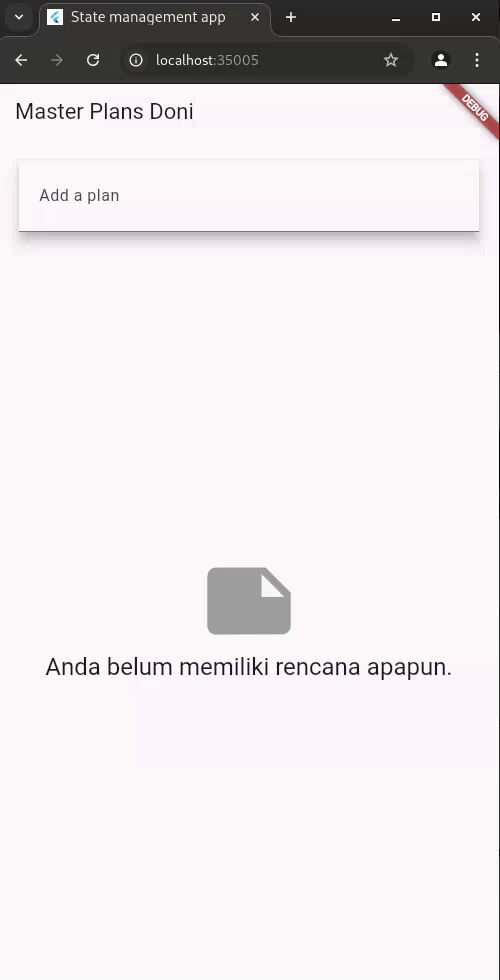 State management app
localhost:35005
Master Plans Doni
DEBUG
Add a plan
Anda belum memiliki rencana apapun.